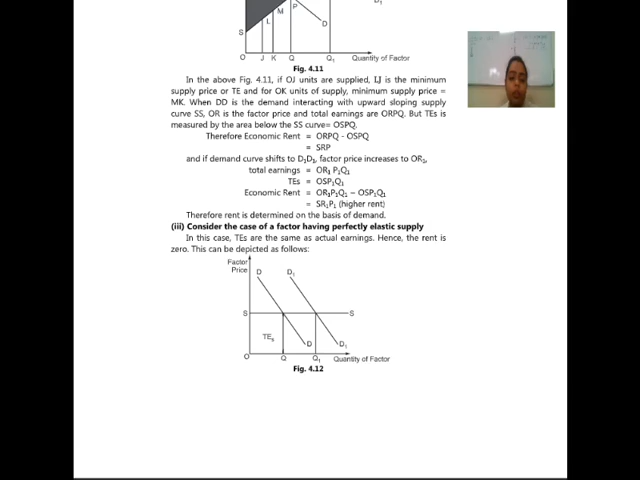 D₁
P
M
L
D
S
O J K Q Q₁ Quantity of Factor
Fig. 4.11
In the above Fig. 4.11, if OJ units are supplied, LJ is the minimum
supply price or TE and for OK units of supply, minimum supply price =
MK. When DD is the demand interacting with upward sloping supply
curve SS, OR is the factor price and total earnings are ORPQ. But TEs is
measured by the area below the SS curve= OSPQ.
Therefore Economic Rent = ORPQ - OSPQ
= SRP
and if demand curve shifts to D₁D₁, factor price increases to OR₁,
total earnings = OR₁ P₁Q₁
TEs = OSP₁Q₁
Economic Rent = OR₁P₁Q₁ − OSP₁Q₁
= SR₁P₁ (higher rent)
Therefore rent is determined on the basis of demand.
(iii) Consider the case of a factor having perfectly elastic supply
In this case, TEs are the same as actual earnings. Hence, the rent is
zero. This can be depicted as follows:
Factor
Price
D D₁
S S
TEₛ
D D₁
O Q Q₁ Quantity of Factor
Fig. 4.12